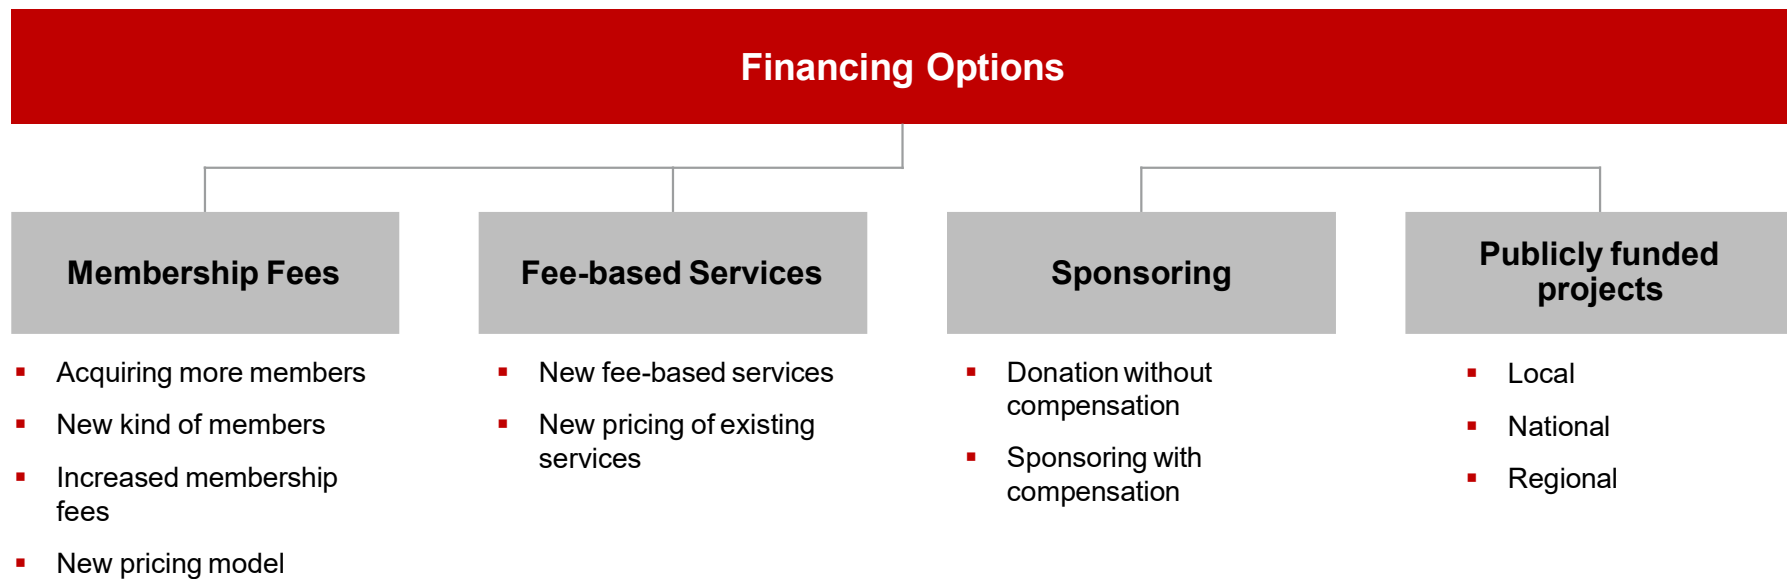 Financing Options
Membership Fees
Acquiring more members
New kind of members
Increased membership
fees
New pricing model
Fee-based Services
New fee-based services
New pricing of existing
services
Sponsoring
Donation without
compensation
Sponsoring with
compensation
Publicly funded
projects
Local
National
Regional